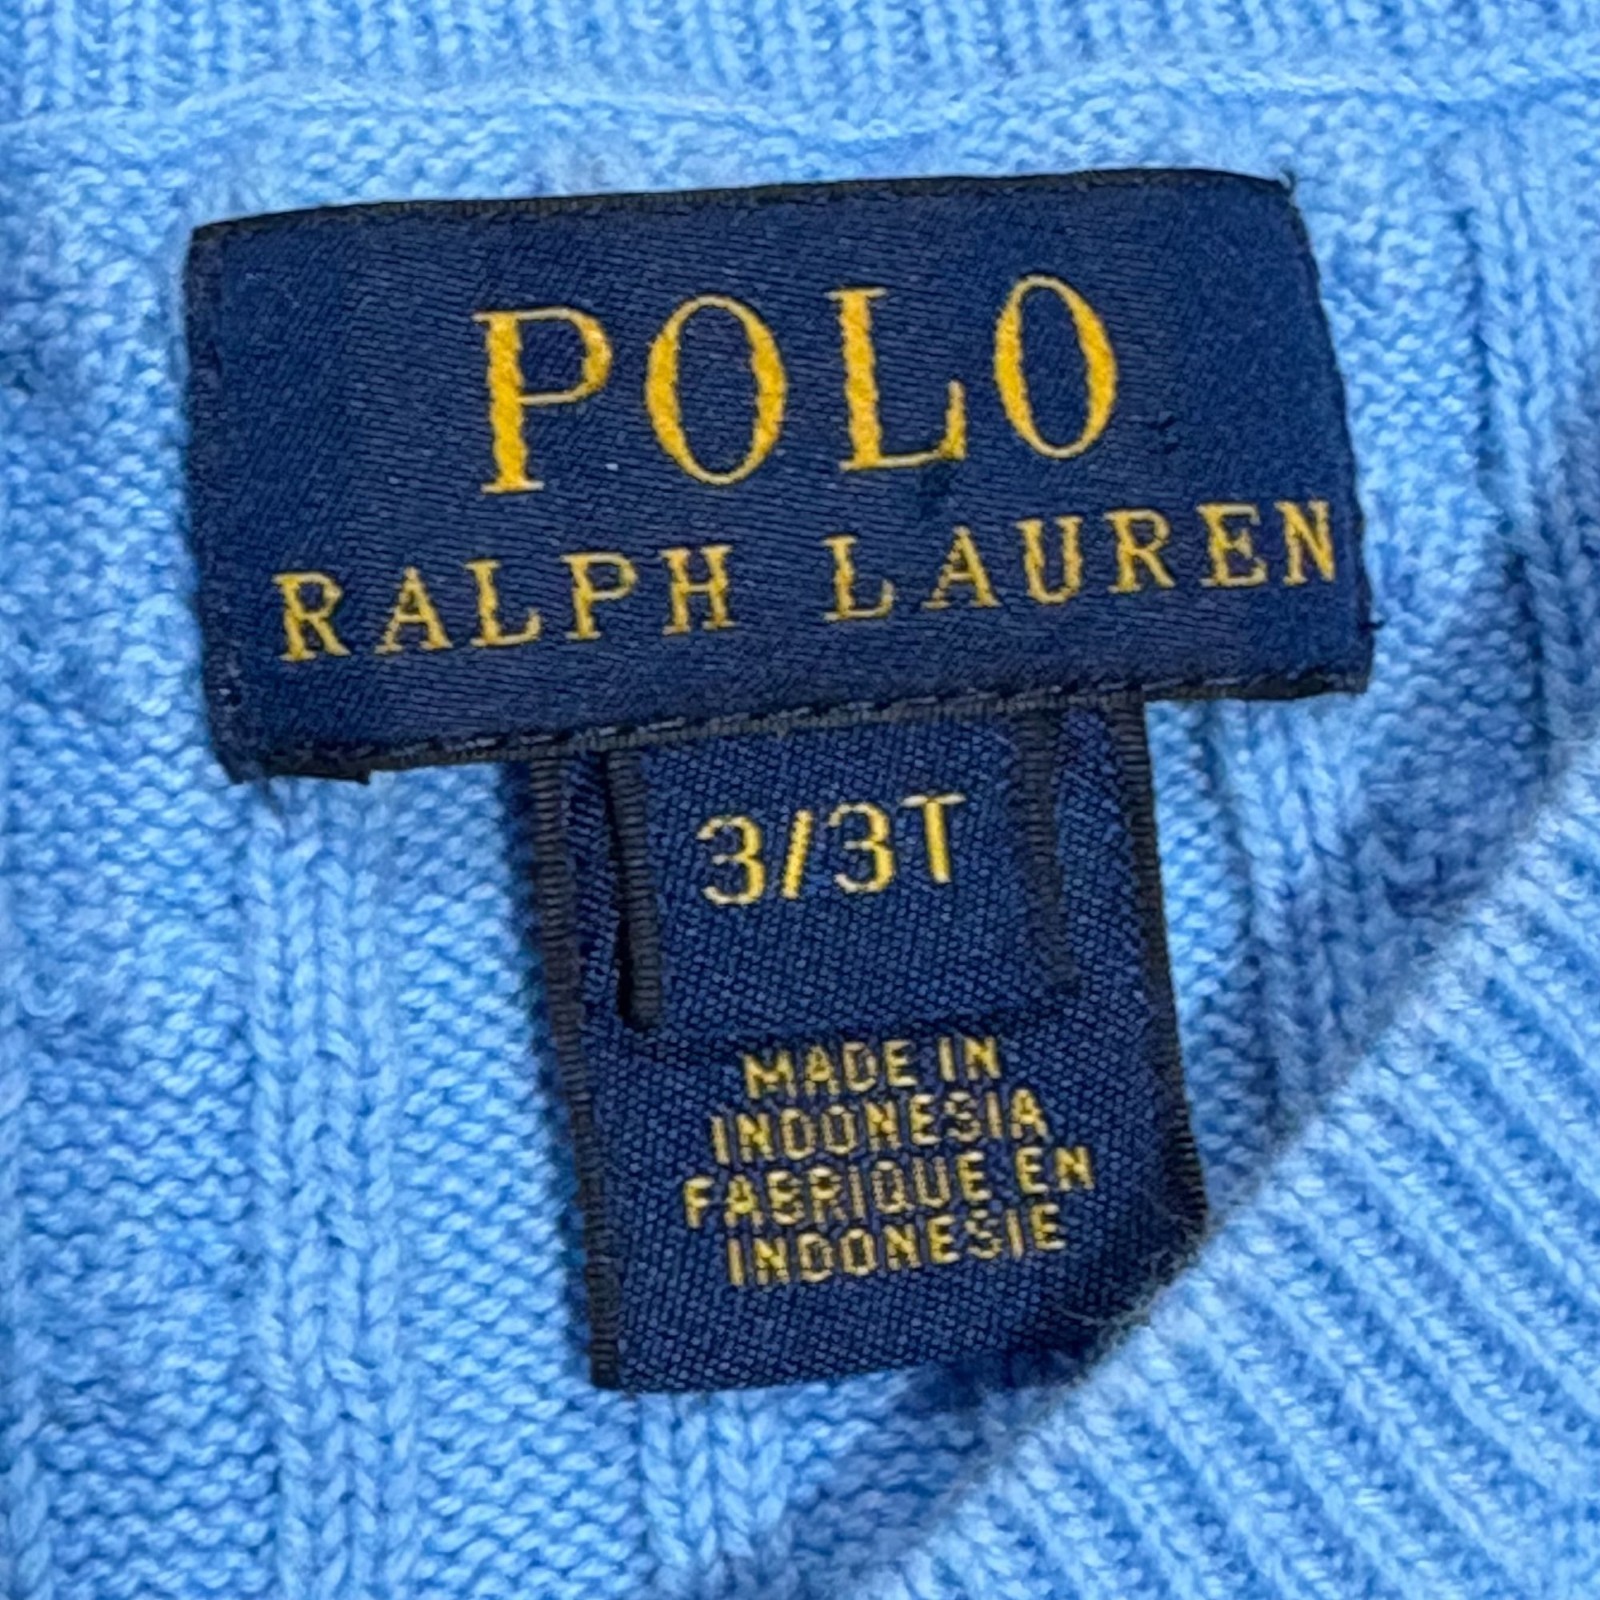 POLO
RALPH LAUREN
3/3T
MADE IN
INDONESIA
FABRIQUE EN
INDONESIE